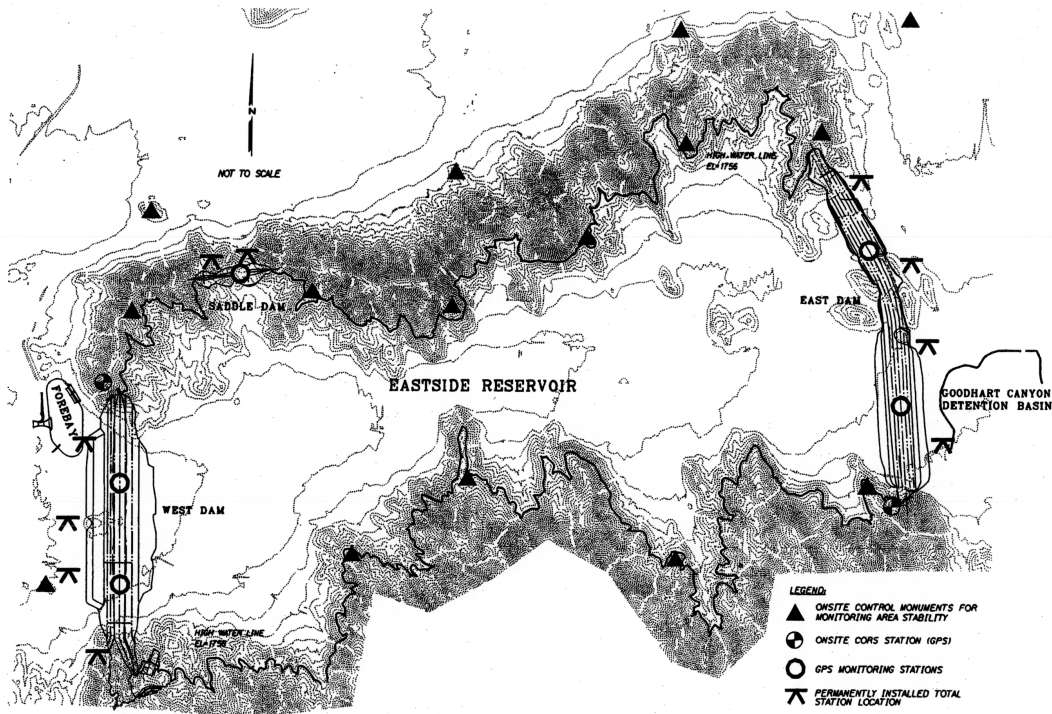 N
NOT TO SCALE
HIGH WATER LINE
EL=1756
SADDLE DAM
EAST DAM
EASTSIDE RESERVOIR
FOREBAY
GOODHART CANYON
DETENTION BASIN
WEST DAM
HIGH WATER LINE
EL=1756
LEGEND:
ONSITE CONTROL MONUMENTS FOR
MONITORING AREA STABILITY
ONSITE CORS STATION (GPS)
GPS MONITORING STATIONS
PERMANENTLY INSTALLED TOTAL
STATION LOCATION